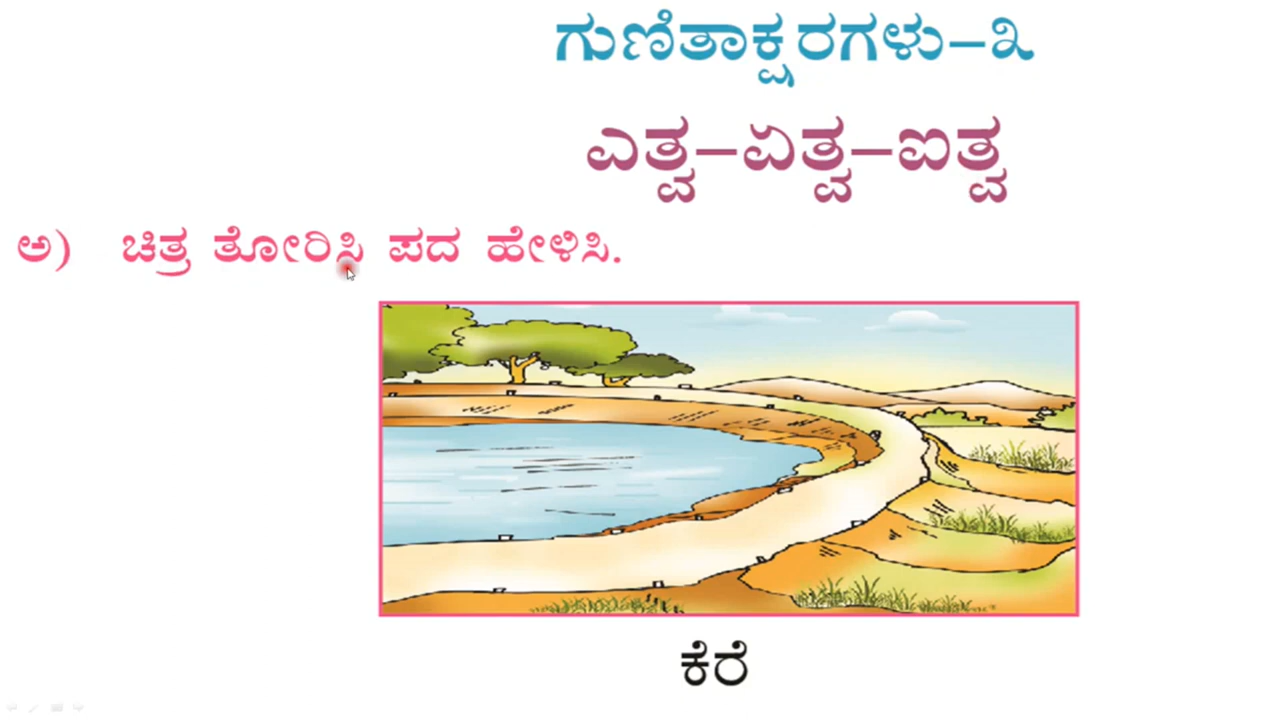 ಗುಣಿತಾಕ್ಷರಗಳು–೩
ಎತ್ವ–ಏತ್ವ–ಐತ್ವ
ಅ) ಚಿತ್ರ ತೋರಿಸಿ ಪದ ಹೇಳಿಸಿ.
ಕೆರೆ